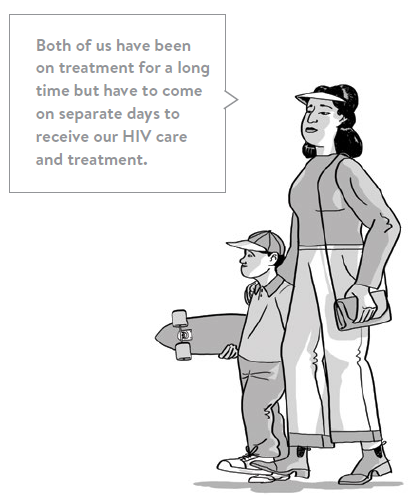 Both of us have been
on treatment for a long
time but have to come
on separate days to
receive our HIV care
and treatment.